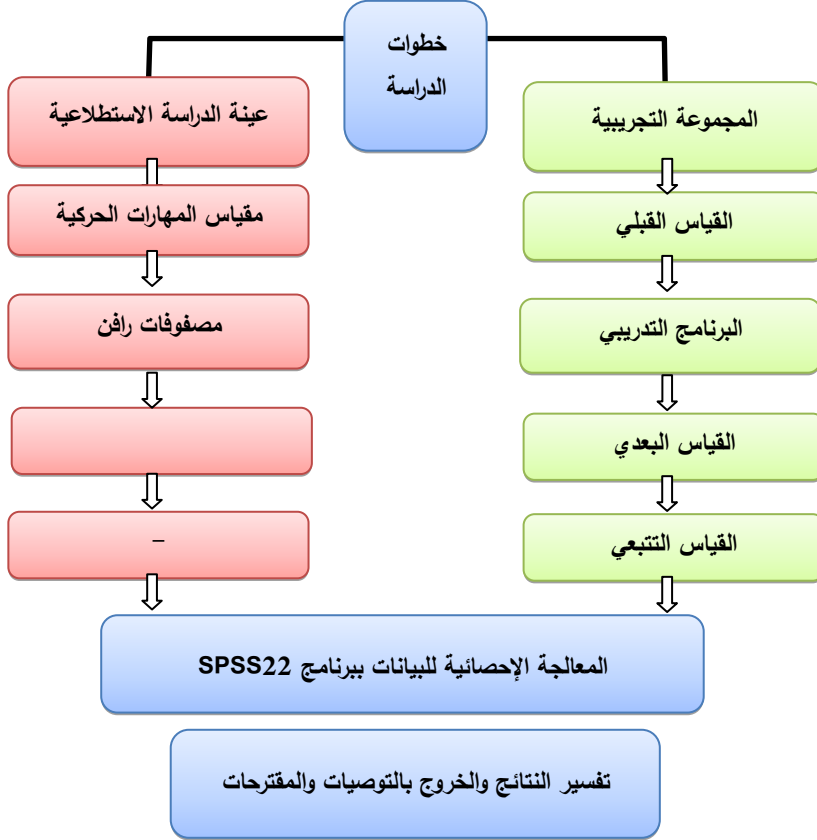 خطوات
الدراسة
المجموعة التجريبية
القياس القبلي
البرنامج التدريبي
القياس البعدي
القياس التتبعي
عينة الدراسة الاستطلاعية
مقياس المهارات الحركية
مصفوفات رافن
–
المعالجة الإحصائية للبيانات ببرنامج SPSS22
تفسير النتائج والخروج بالتوصيات والمقترحات